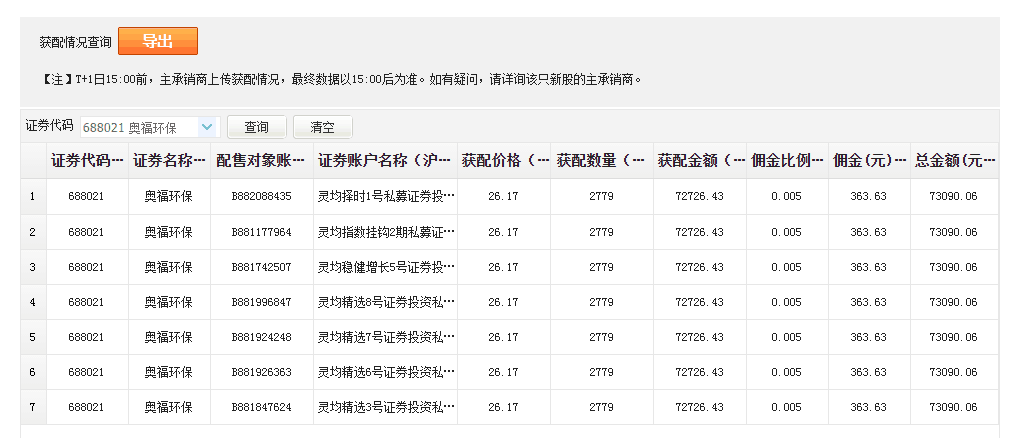 获配情况查询 导出
【注】T+1日15:00前，主承销商上传获配情况，最终数据以15:00后为准。如有疑问，请详询该只新股的主承销商。
证券代码 688021 奥福环保 查询 清空
证券代码… 证券名称… 配售对象账… 证券账户名称（沪… 获配价格（… 获配数量（… 获配金额（… 佣金比例… 佣金(元)… 总金额(元…
1 688021 奥福环保 B882088435 灵均择时1号私募证券投… 26.17 2779 72726.43 0.005 363.63 73090.06
2 688021 奥福环保 B881177964 灵均指数挂钩2期私募证… 26.17 2779 72726.43 0.005 363.63 73090.06
3 688021 奥福环保 B881742507 灵均稳健增长5号证券投… 26.17 2779 72726.43 0.005 363.63 73090.06
4 688021 奥福环保 B881996847 灵均精选8号证券投资私… 26.17 2779 72726.43 0.005 363.63 73090.06
5 688021 奥福环保 B881924248 灵均精选7号证券投资私… 26.17 2779 72726.43 0.005 363.63 73090.06
6 688021 奥福环保 B881926363 灵均精选6号证券投资私… 26.17 2779 72726.43 0.005 363.63 73090.06
7 688021 奥福环保 B881847624 灵均精选3号证券投资私… 26.17 2779 72726.43 0.005 363.63 73090.06